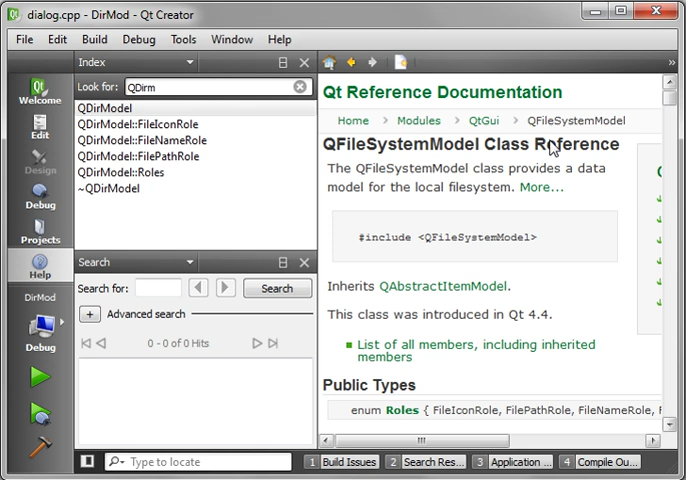 dialog.cpp - DirMod - Qt Creator
File Edit Build Debug Tools Window Help
Welcome
Edit
Design
Debug
Projects
Help
DirMod
Debug
Index
Look for: QDirm
QDirModel
QDirModel::FileIconRole
QDirModel::FileNameRole
QDirModel::FilePathRole
QDirModel::Roles
~QDirModel
Search
Search for: Search
Advanced search
0 - 0 of 0 Hits
Qt Reference Documentation
Home Modules QtGui QFileSystemModel
QFileSystemModel Class Reference
The QFileSystemModel class provides a data
model for the local filesystem. More...
#include <QFileSystemModel>
Inherits QAbstractItemModel.
This class was introduced in Qt 4.4.
List of all members, including inherited
members
Public Types
enum Roles { FileIconRole, FilePathRole, FileNameRole, F
Type to locate
1 Build Issues 2 Search Res... 3 Application ... 4 Compile Ou...